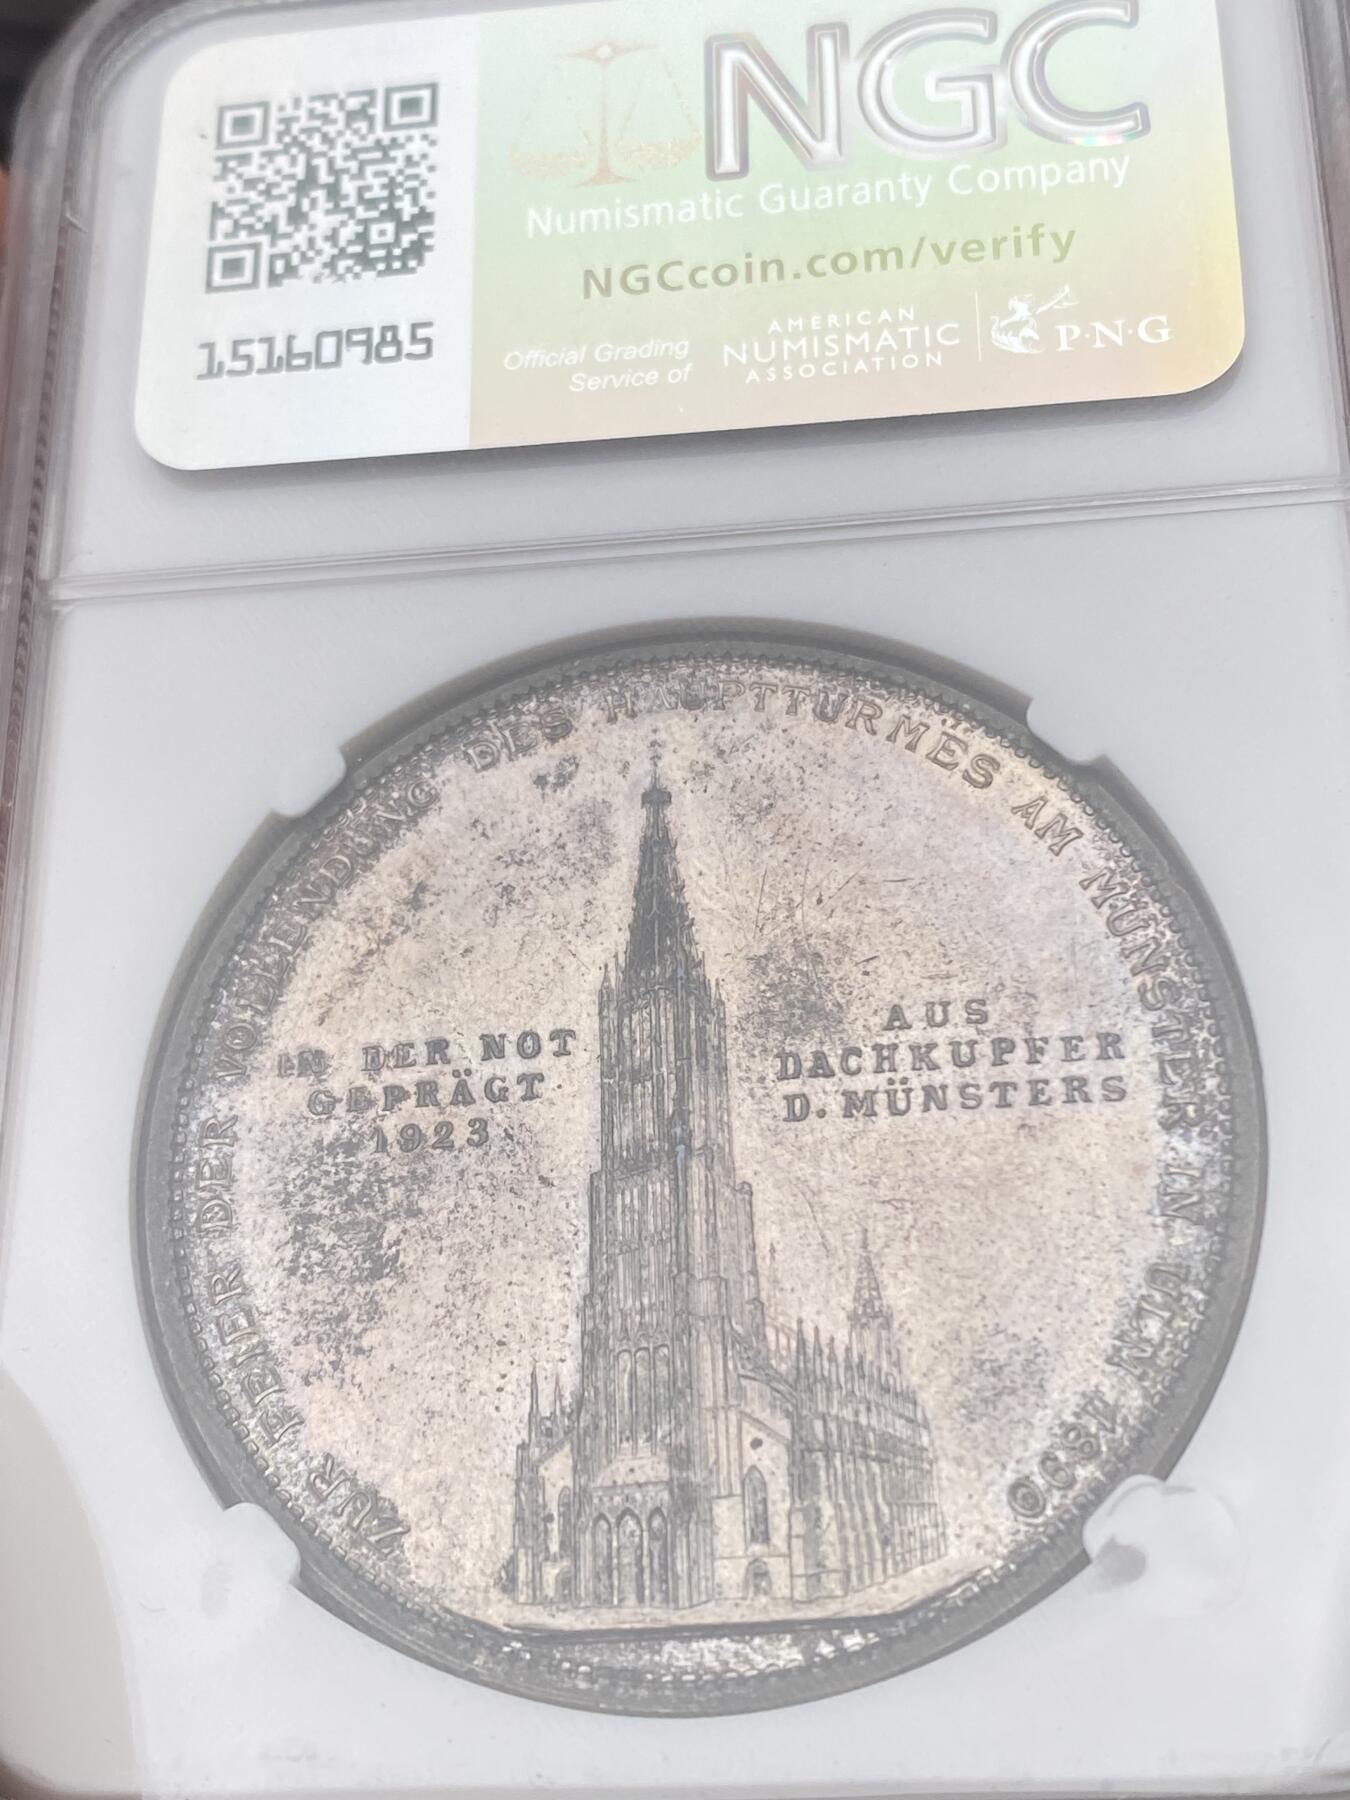 NGC
Numismatic Guaranty Company
NGCcoin.com/verify
15160985
Official Grading
Service of
AMERICAN
NUMISMATIC
ASSOCIATION
P·N·G
ZUR FEIER DER VOLLENDUNG DES HAUPTTURMES AM MÜNSTER IN ULM 1890
IN DER NOT
GEPRÄGT
1923
AUS
DACHKUPFER
D. MÜNSTERS